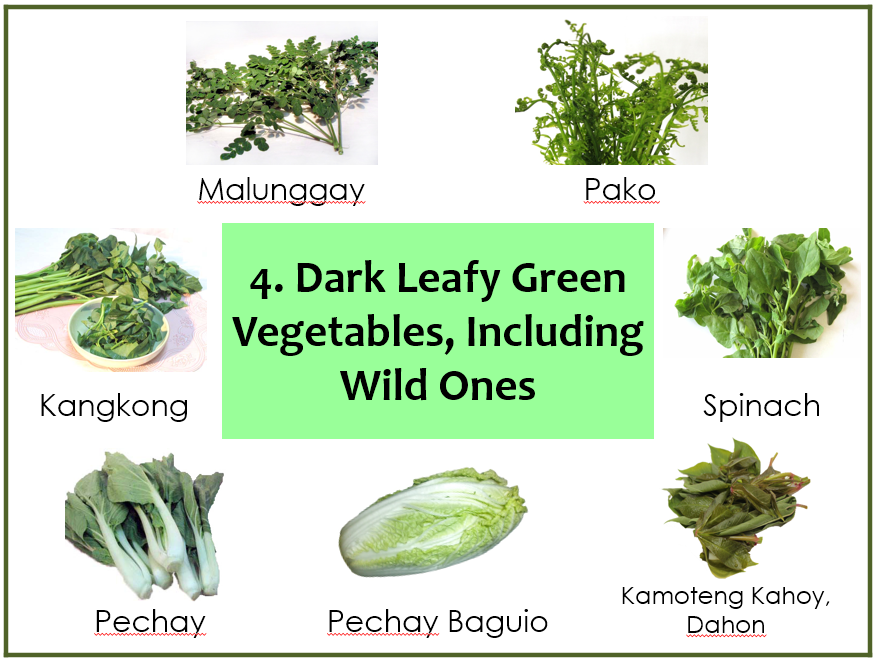 Malunggay
Pako
4. Dark Leafy Green
Vegetables, Including
Wild Ones
Kangkong
Spinach
Pechay
Pechay Baguio
Kamoteng Kahoy,
Dahon